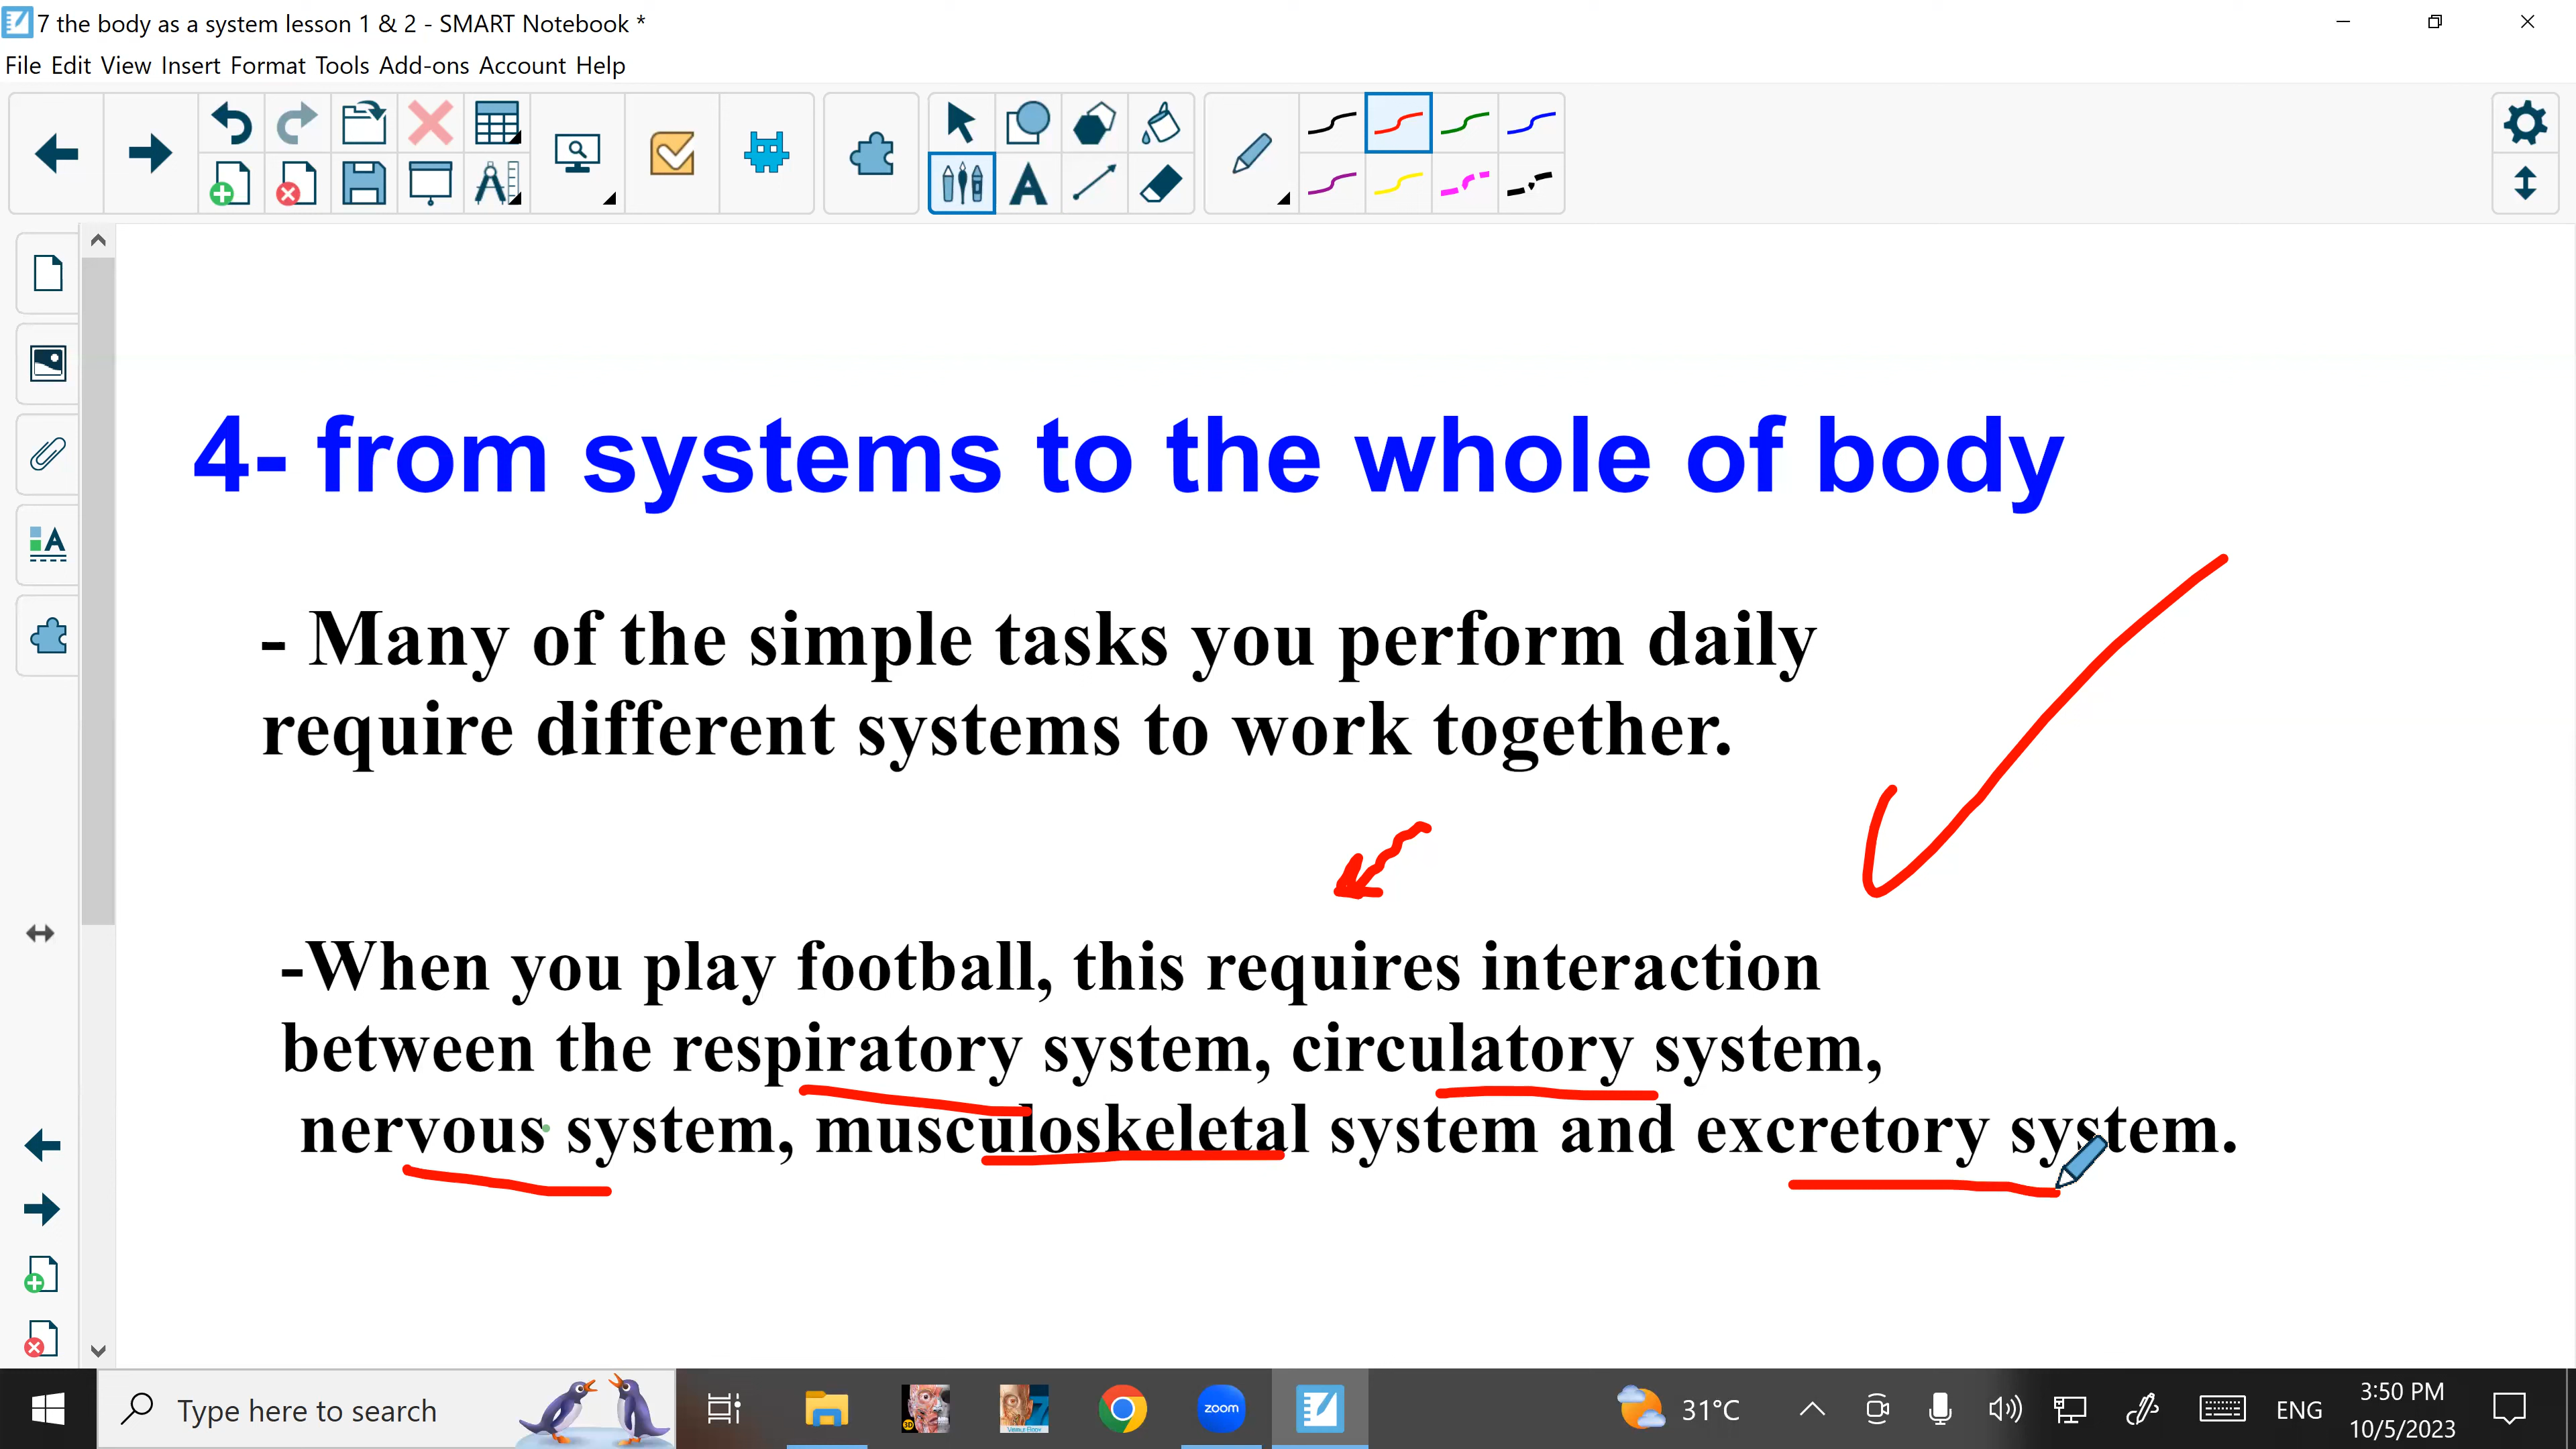 7 the body as a system lesson 1 & 2 - SMART Notebook *
File Edit View Insert Format Tools Add-ons Account Help
4- from systems to the whole of body
- Many of the simple tasks you perform daily
require different systems to work together.
-When you play football, this requires interaction
between the respiratory system, circulatory system,
nervous system, musculoskeletal system and excretory system.
Type here to search
zoom
31°C
ENG
3:50 PM
10/5/2023